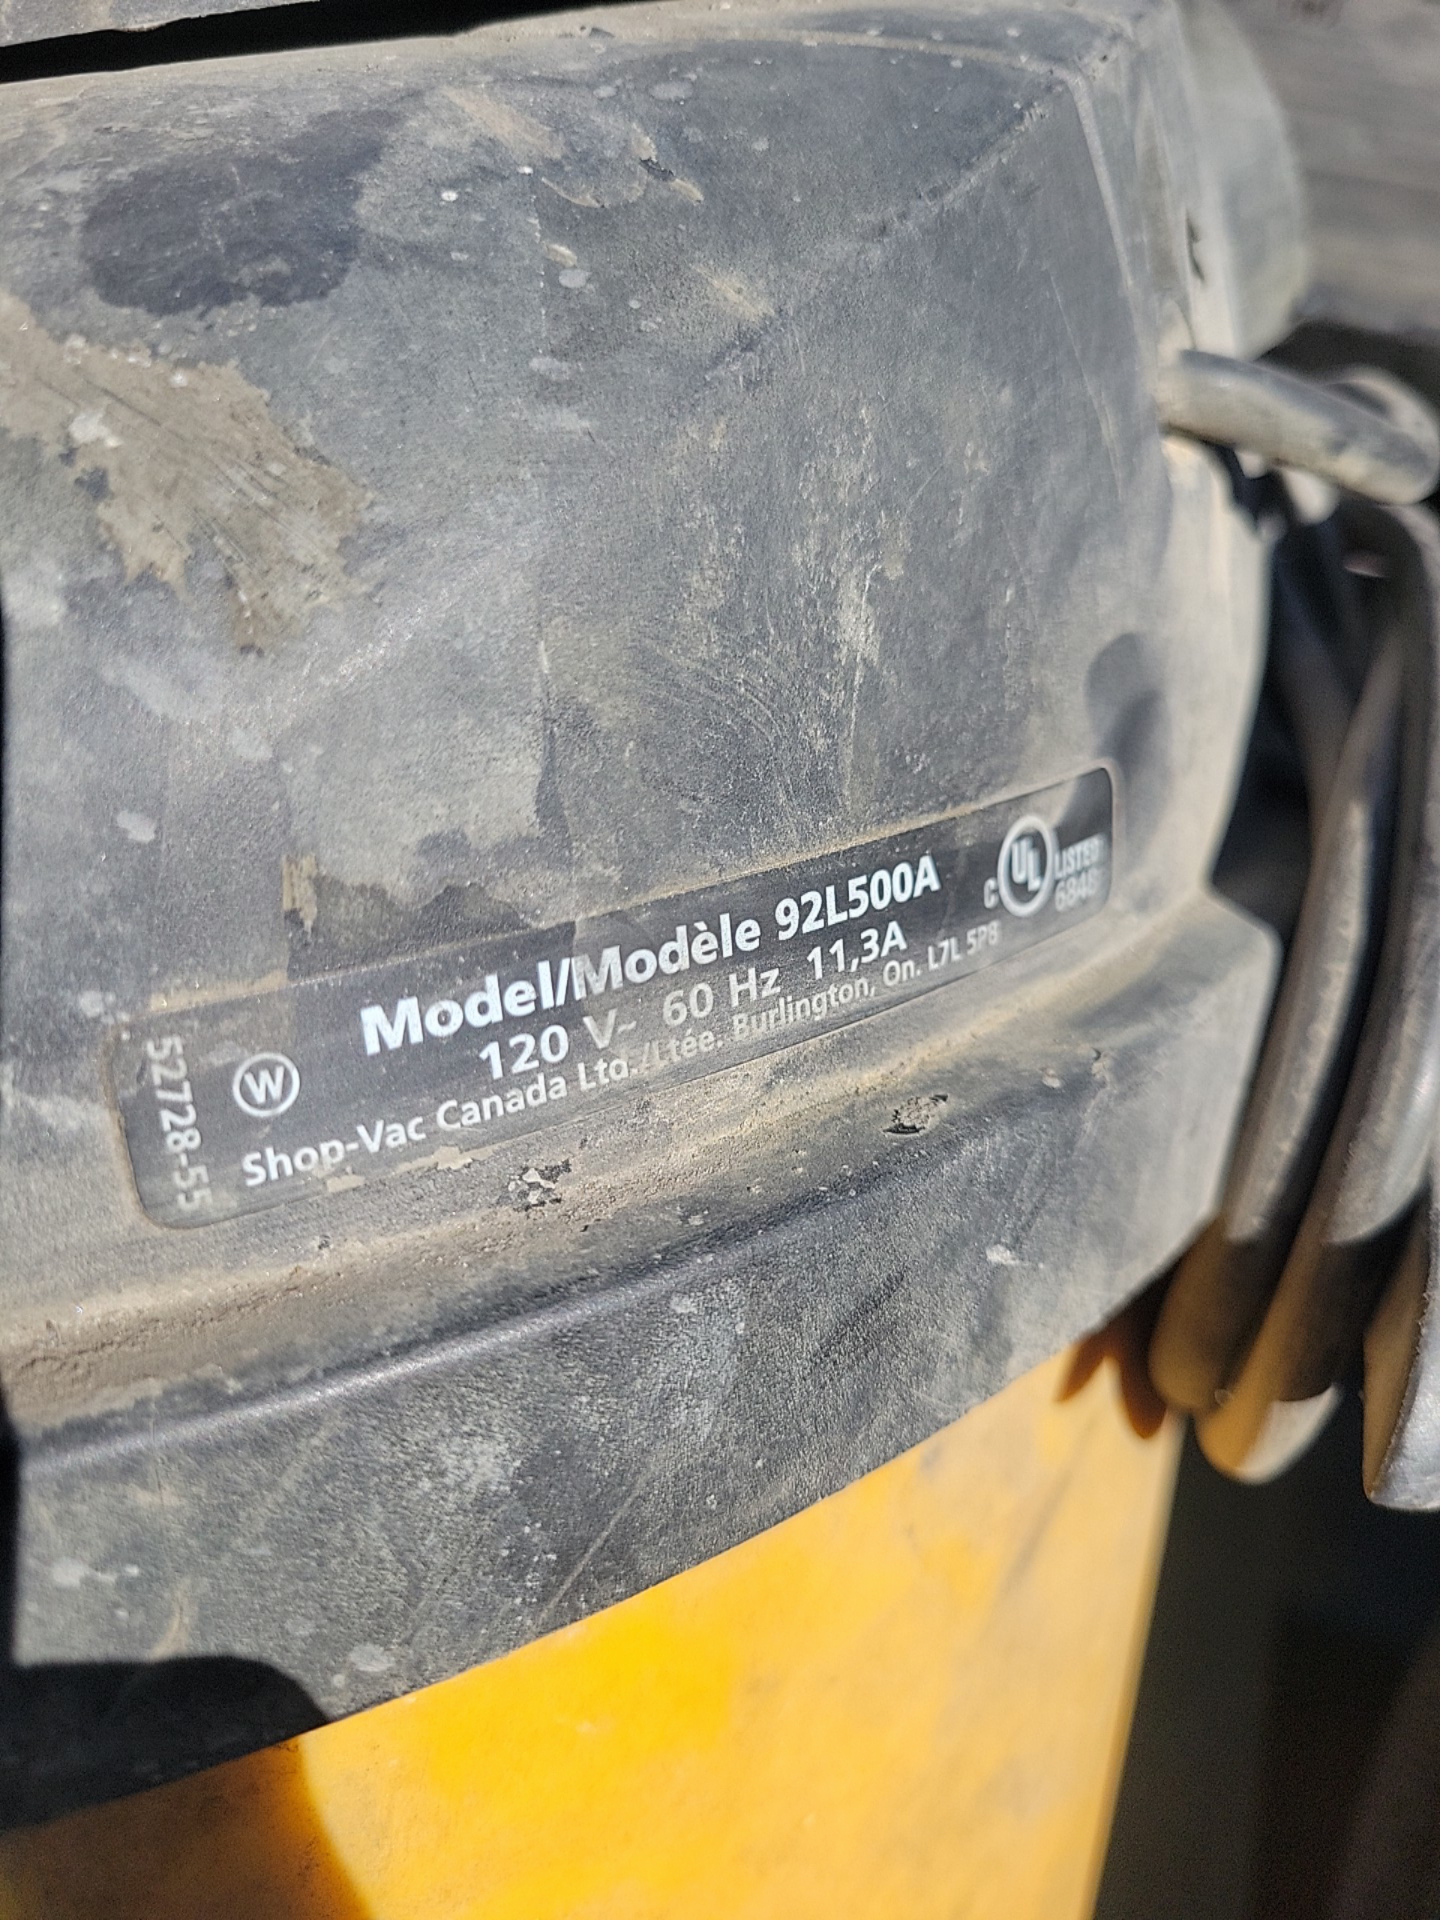 Model/Modèle 92L500A
120 V~ 60 Hz 11,3A
Shop-Vac Canada Ltd./Ltée. Burlington, On. L7L 5P8
52728-55
W
C UL LISTED